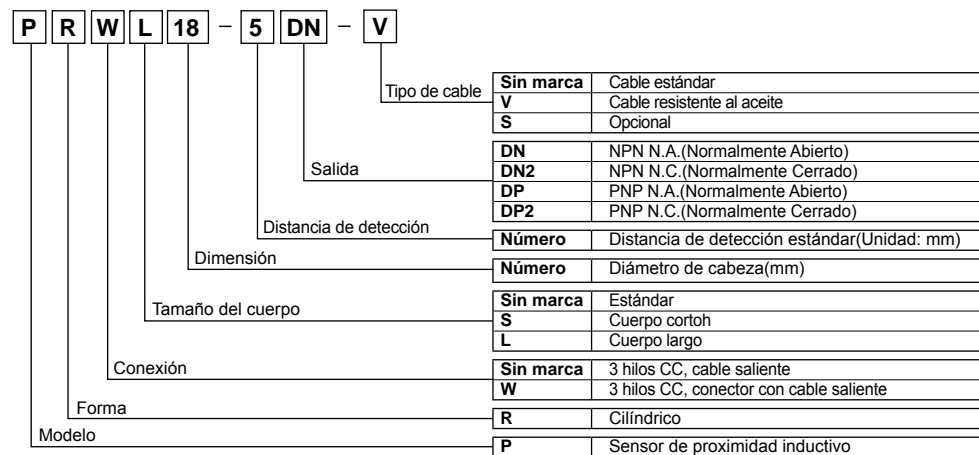 P R W L 18 – 5 DN – V
Tipo de cable
Sin marca Cable estándar
V Cable resistente al aceite
S Opcional
Salida
DN NPN N.A.(Normalmente Abierto)
DN2 NPN N.C.(Normalmente Cerrado)
DP PNP N.A.(Normalmente Abierto)
DP2 PNP N.C.(Normalmente Cerrado)
Distancia de detección
Número Distancia de detección estándar(Unidad: mm)
Dimensión
Número Diámetro de cabeza(mm)
Tamaño del cuerpo
Sin marca Estándar
S Cuerpo cortoh
L Cuerpo largo
Conexión
Sin marca 3 hilos CC, cable saliente
W 3 hilos CC, conector con cable saliente
Forma
R Cilíndrico
Modelo
P Sensor de proximidad inductivo